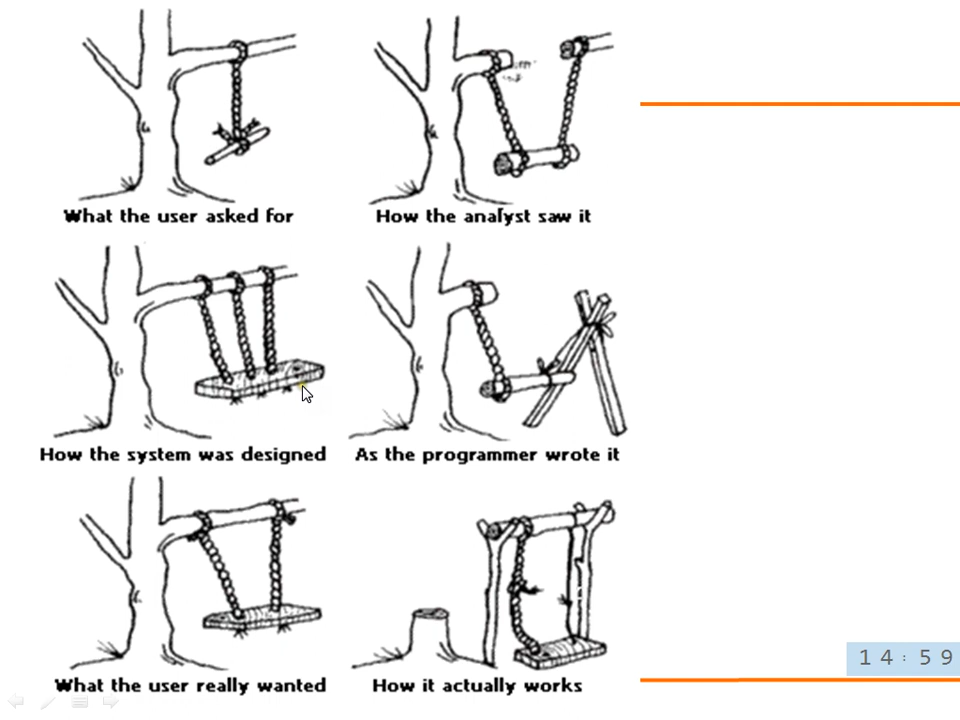 What the user asked for
How the analyst saw it
How the system was designed
As the programmer wrote it
What the user really wanted
How it actually works
14:59